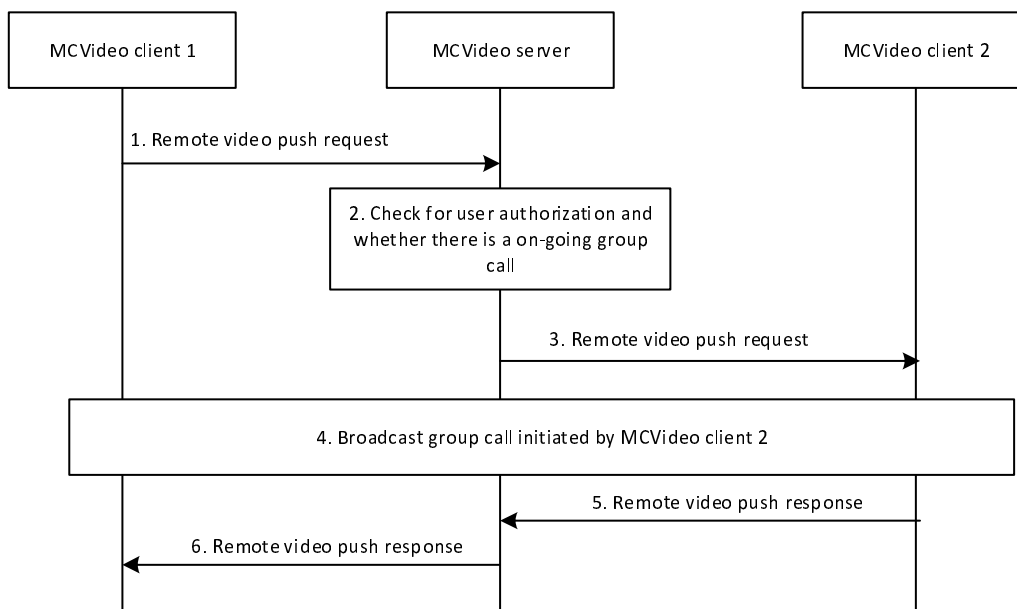 MCVideo client 1
MCVideo server
MCVideo client 2
1. Remote video push request
2. Check for user authorization and
whether there is a on-going group
call
3. Remote video push request
4. Broadcast group call initiated by MCVideo client 2
5. Remote video push response
6. Remote video push response